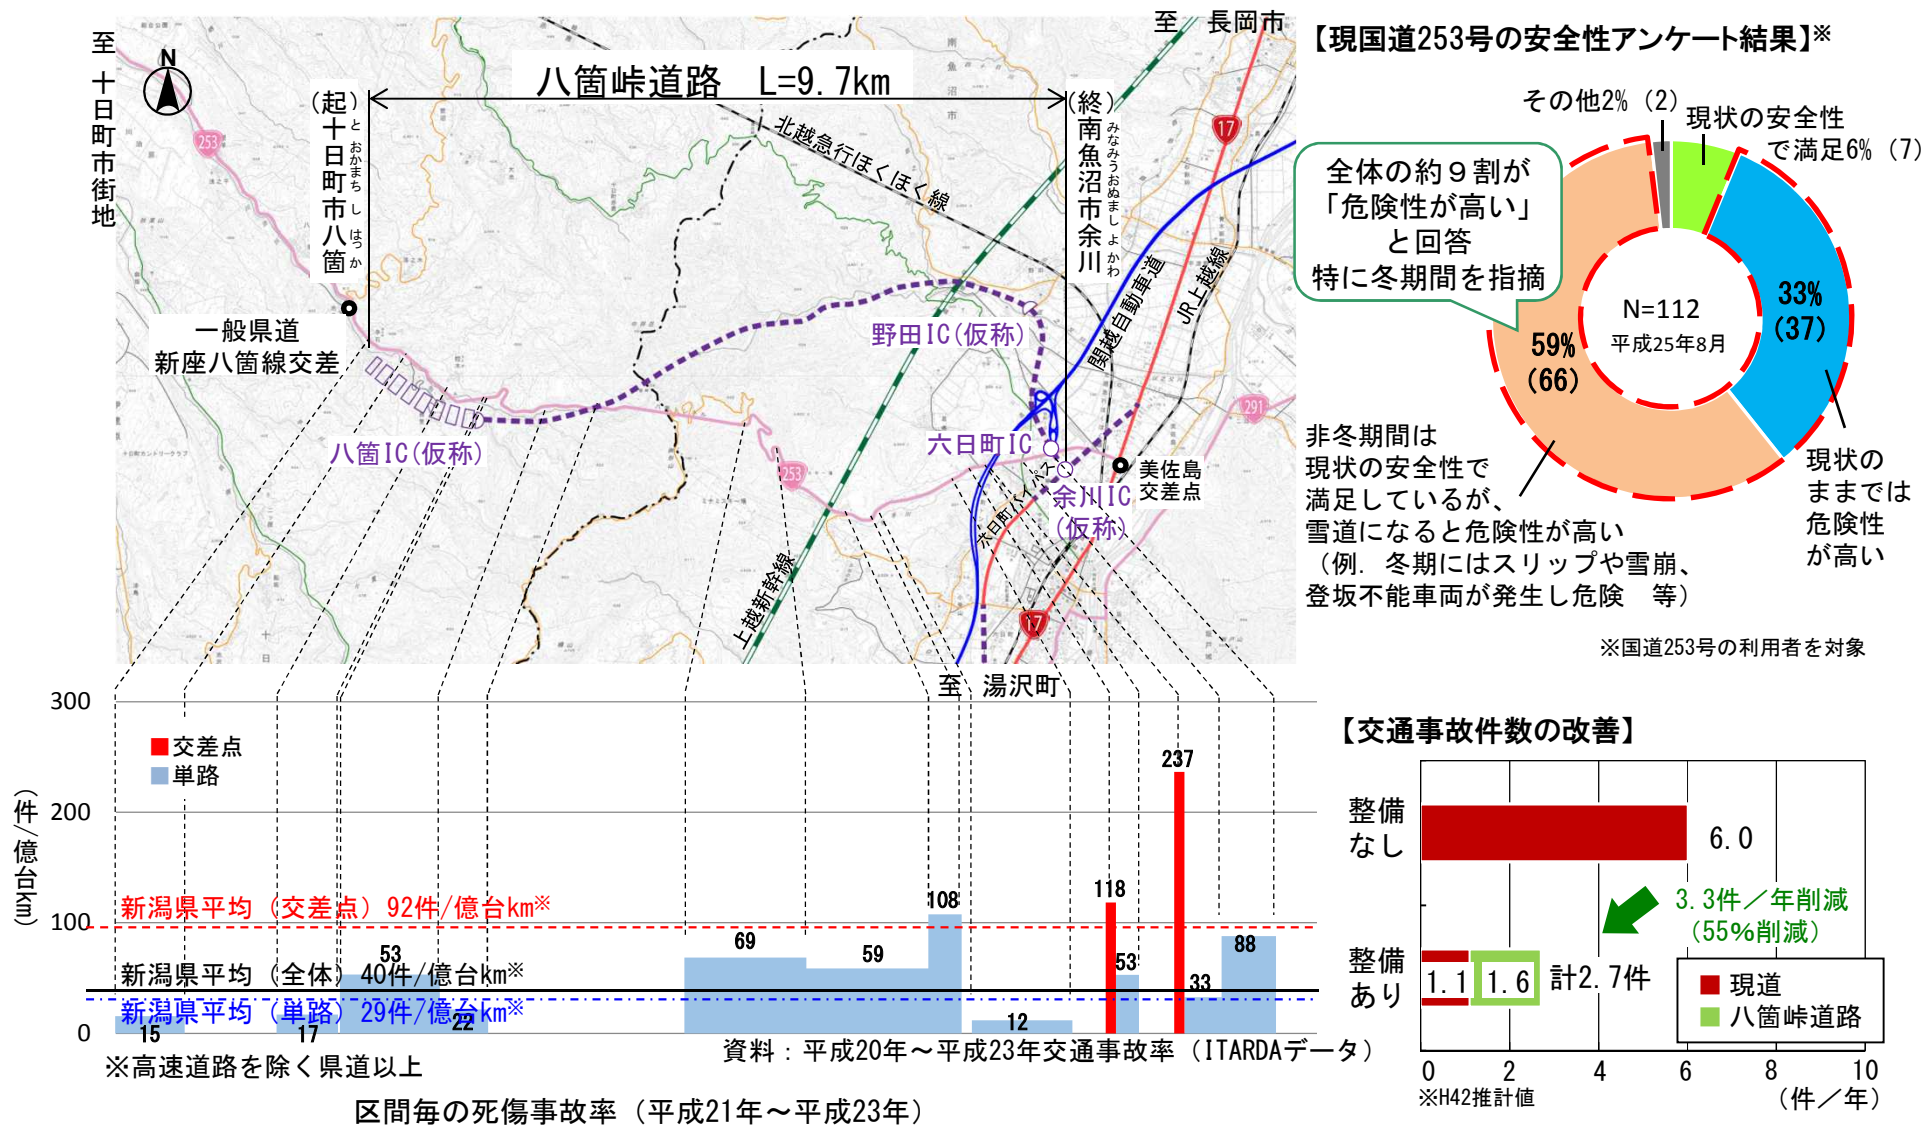 至 十日町市街地
N
八箇峠道路 L=9.7km
(起)
十日町市八箇
とおかまちしはっか
(終)
南魚沼市余川
みなみうおぬましよかわ
至 長岡市
253
17
北越急行ほくほく線
関越自動車道
JR上越線
野田IC(仮称)
一般県道
新座八箇線交差
八箇IC(仮称)
六日町IC
291
253
美佐島
交差点
余川IC
(仮称)
六日町バイパス
上越新幹線
17
至 湯沢町
【現国道253号の安全性アンケート結果】※
その他2% (2)
現状の安全性
で満足6% (7)
全体の約９割が
「危険性が高い」
と回答
特に冬期間を指摘
N=112
平成25年8月
33%
(37)
59%
(66)
非冬期間は
現状の安全性で
満足しているが、
雪道になると危険性が高い
（例. 冬期にはスリップや雪崩、
登坂不能車両が発生し危険 等）
現状の
ままでは
危険性
が高い
※国道253号の利用者を対象
300
200
100
0
(件/億台km)
交差点
単路
新潟県平均（交差点）92件/億台km※
新潟県平均（全体）40件/億台km※
新潟県平均（単路）29件/億台km※
15
17
53
22
69
59
108
12
118
53
237
33
88
※高速道路を除く県道以上
資料：平成20年～平成23年交通事故率（ITARDAデータ）
区間毎の死傷事故率（平成21年～平成23年）
【交通事故件数の改善】
整備
なし
6.0
3.3件／年削減
(55%削減)
整備
あり
1.1
1.6
計2.7件
現道
八箇峠道路
0 2 4 6 8 10
※H42推計値
(件／年)